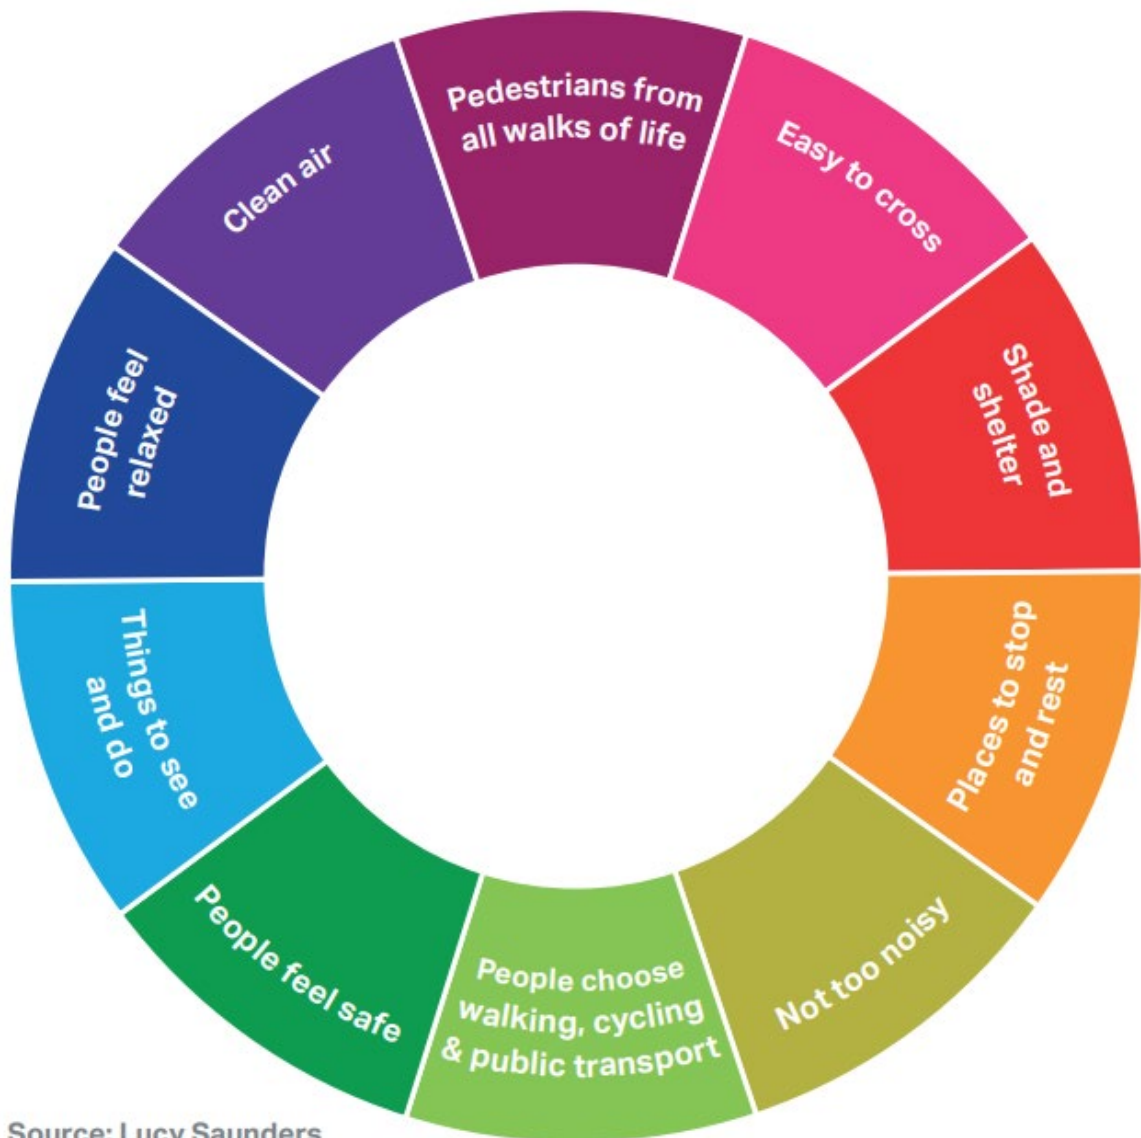 Pedestrians from
all walks of life
Easy to cross
Shade and
shelter
Places to stop
and rest
Not too noisy
People choose
walking, cycling
& public transport
People feel safe
Things to see
and do
People feel
relaxed
Clean air
Source: Lucy Saunders